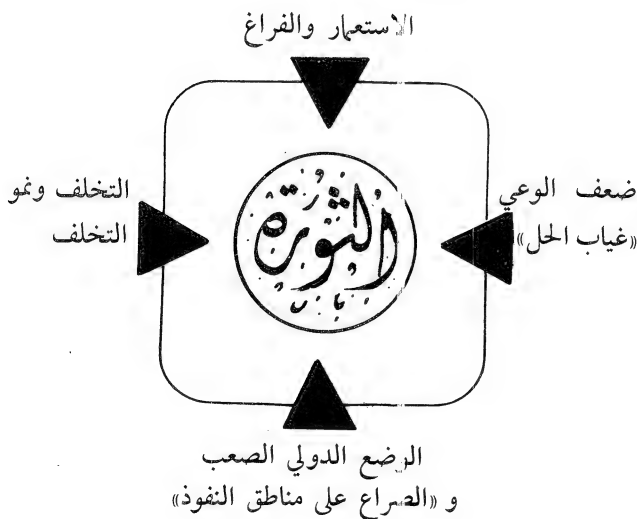 الاستعمار والفراغ
ضعف الوعي
«غياب الحل»
الثورة
التخلف ونمو
التخلف
الوضع الدولي الصعب
و «الصراع على مناطق النفوذ»